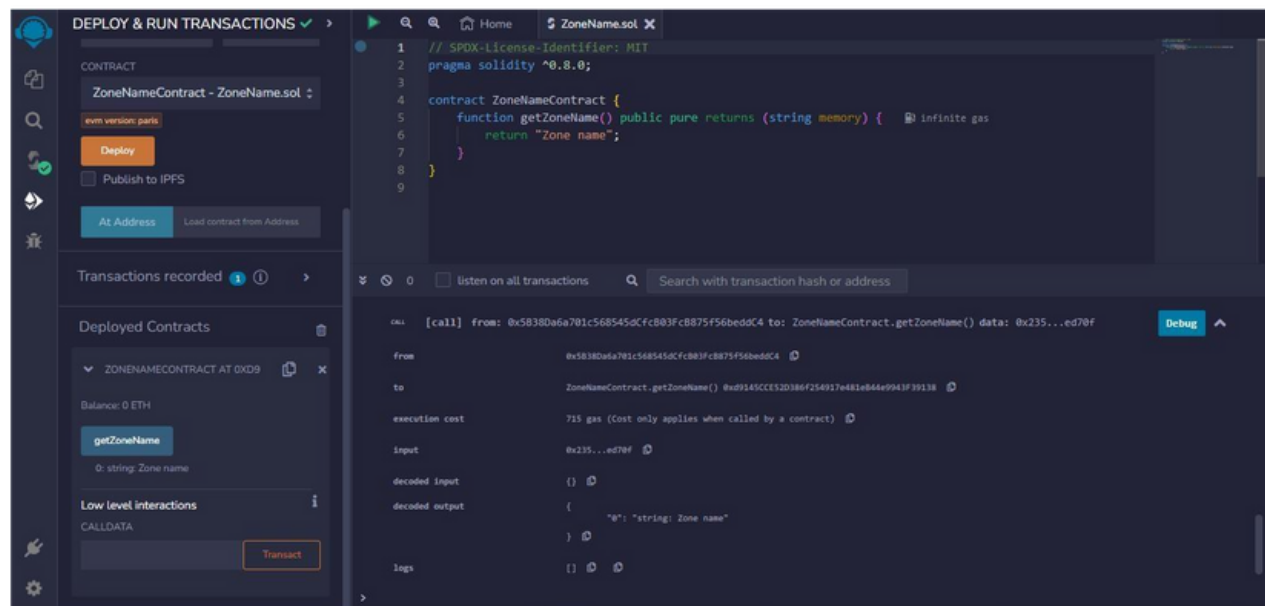 DEPLOY & RUN TRANSACTIONS
CONTRACT
ZoneNameContract - ZoneName.sol
evm version: paris
Deploy
Publish to IPFS
At Address Load contract from Address
Transactions recorded 1
Deployed Contracts
ZONENAMECONTRACT AT 0XD9
Balance: 0 ETH
getZoneName
0: string: Zone name
Low level interactions
CALLDATA
Transact
Home ZoneName.sol
1 // SPDX-License-Identifier: MIT
2 pragma solidity ^0.8.0;
3
4 contract ZoneNameContract {
5 function getZoneName() public pure returns (string memory) { infinite gas
6 return "Zone name";
7 }
8 }
9
0 listen on all transactions Search with transaction hash or address
CALL [call] from: 0x5B38Da6a701c568545dCfcB03FcB875f56beddC4 to: ZoneNameContract.getZoneName() data: 0x235...ed70f Debug
from 0x5B38Da6a701c568545dCfcB03FcB875f56beddC4
to ZoneNameContract.getZoneName() 0xd9145CCE52D386f254917e481eB44e9943F39138
execution cost 715 gas (Cost only applies when called by a contract)
input 0x235...ed70f
decoded input {}
decoded output {
"0": "string: Zone name"
}
logs []
>